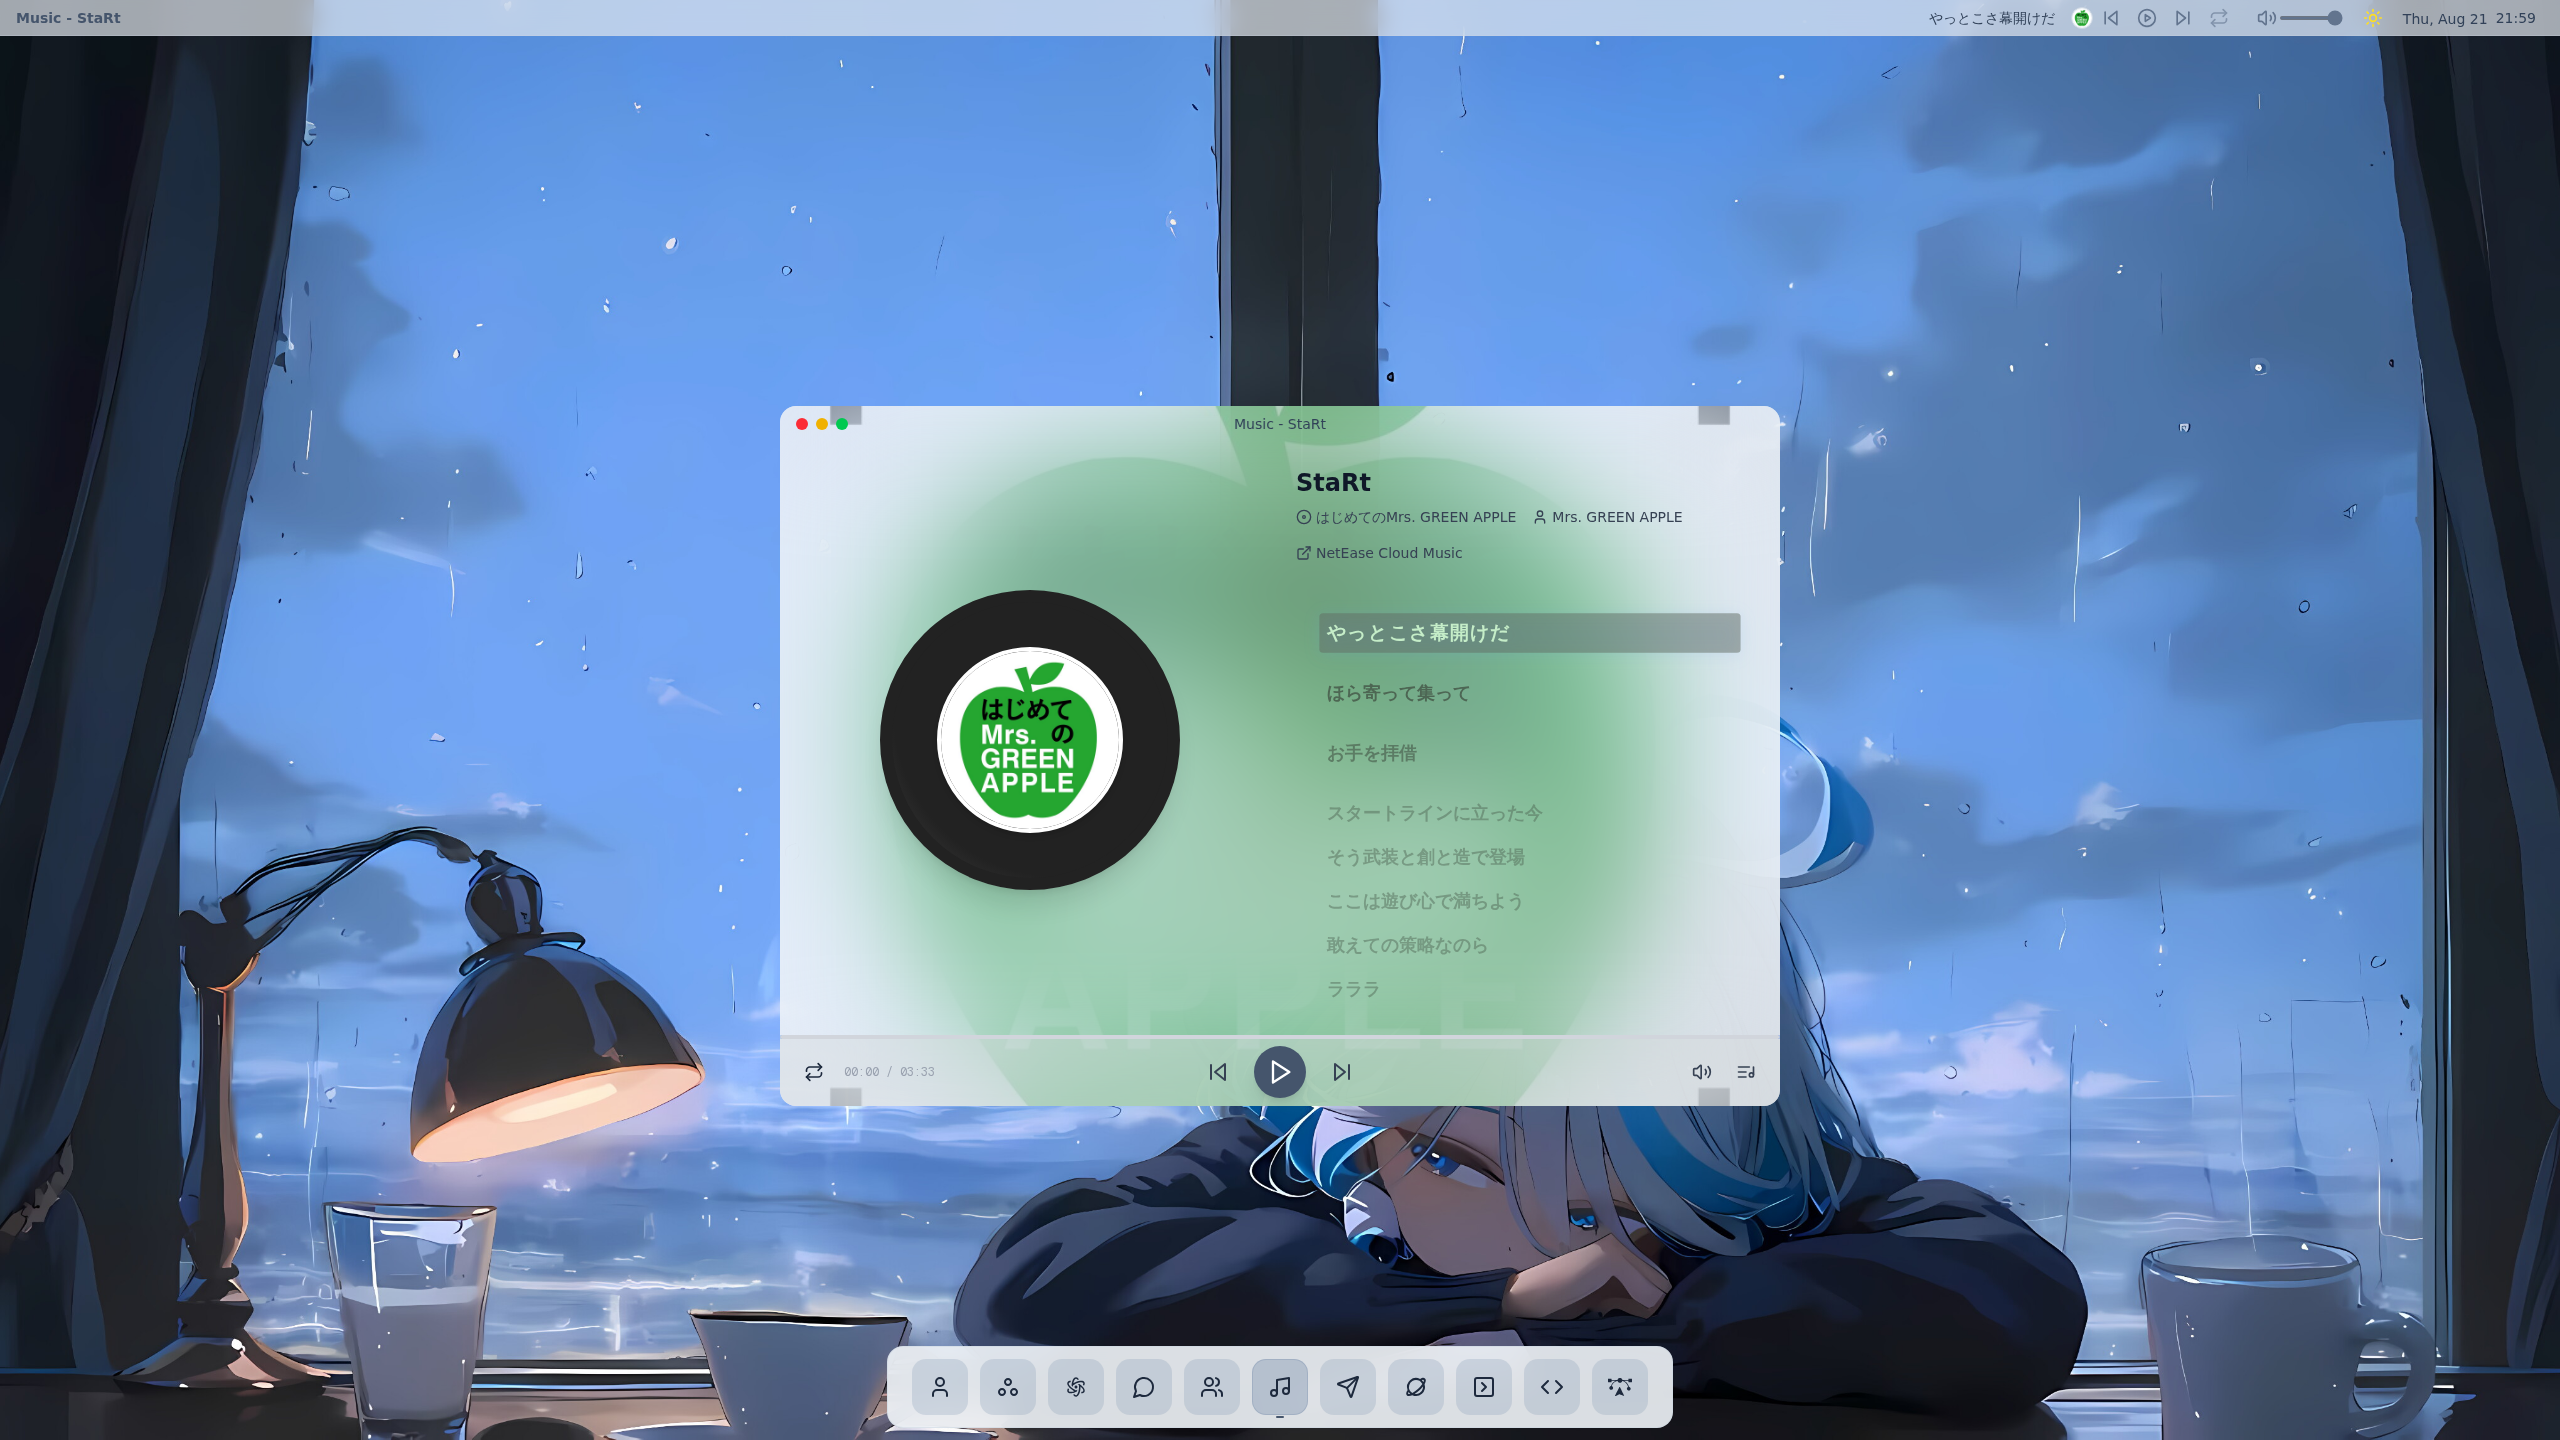 Music - StaRt
やっとこさ幕開けだ
Thu, Aug 21 21:59
Music - StaRt
StaRt
はじめてのMrs. GREEN APPLE Mrs. GREEN APPLE
NetEase Cloud Music
はじめて
Mrs. の
GREEN
APPLE
やっとこさ幕開けだ
ほら寄って集って
お手を拝借
スタートラインに立った今
そう武装と創と造で登場
ここは遊び心で満ちよう
敢えての策略なのら
ラララ
APPLE
00:00 / 03:33